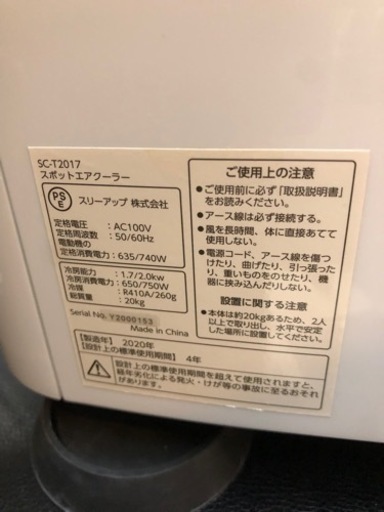 SC-T2017
スポットエアクーラー
PS
E
スリーアップ 株式会社
定格電圧 : AC100V
定格周波数 : 50/60Hz
電動機の
定格消費電力 : 635/740W
冷房能力 : 1.7/2.0kw
冷房消費電力 : 650/750W
冷媒 : R410A/260g
総質量 : 20kg
Serial No. Y2000153
Made in China
【製造年】 2020年
【設計上の標準使用期間】 4年
設計上の標準使用期間を超えて使用されますと、
経年劣化による発火・けが等の事故に至るおそれ
があります。
ご使用上の注意
●ご使用前に必ず「取扱説明書」
をお読みください。
●アース線は必ず接続する。
●風を長時間、体に直接あてて
使用しない。
●電源コード、アース線を傷つ
けたり、曲げたり、引っ張った
り、重いものをのせたり、機
器に挟み込んだりしない。
設置に関する注意
●本体は約20kgあるため、2人
以上で取り出し、水平で安定
した場所に設置してください。